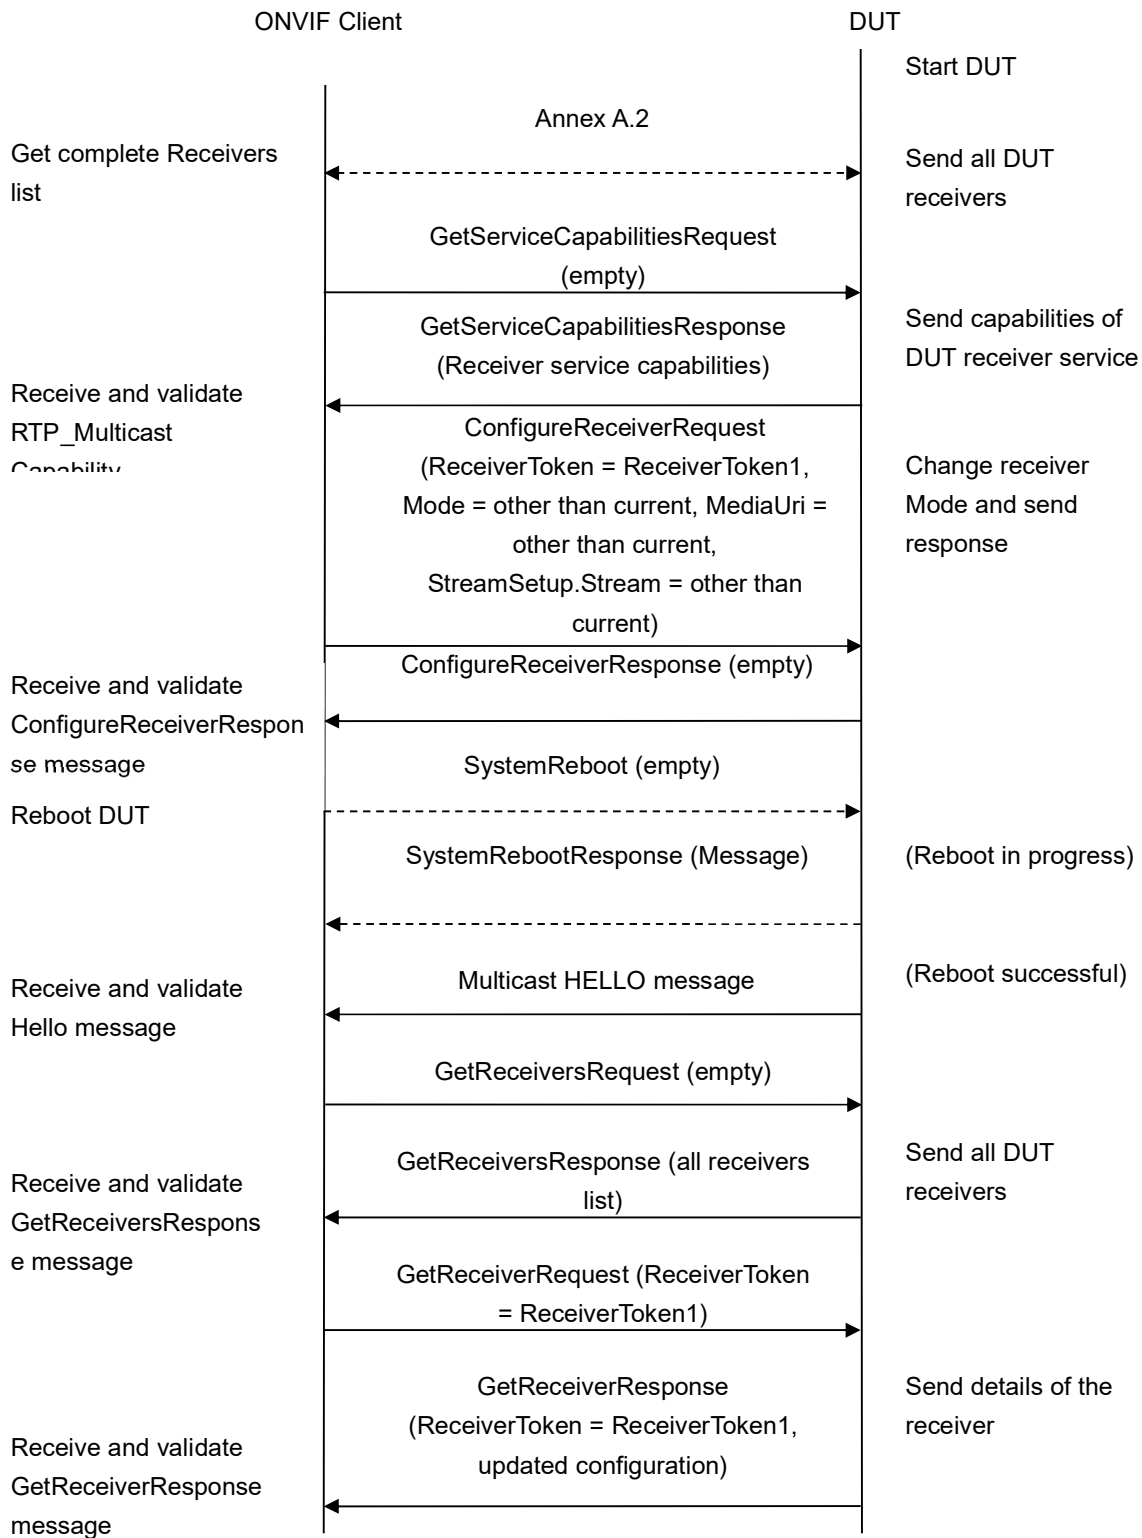 ONVIF Client
DUT
Start DUT
Annex A.2
Get complete Receivers
list
Send all DUT
receivers
GetServiceCapabilitiesRequest
(empty)
GetServiceCapabilitiesResponse
(Receiver service capabilities)
Send capabilities of
DUT receiver service
Receive and validate
RTP_Multicast
Capability
ConfigureReceiverRequest
(ReceiverToken = ReceiverToken1,
Mode = other than current, MediaUri =
other than current,
StreamSetup.Stream = other than
current)
Change receiver
Mode and send
response
ConfigureReceiverResponse (empty)
Receive and validate
ConfigureReceiverRespon
se message
SystemReboot (empty)
Reboot DUT
SystemRebootResponse (Message)
(Reboot in progress)
Multicast HELLO message
(Reboot successful)
Receive and validate
Hello message
GetReceiversRequest (empty)
GetReceiversResponse (all receivers
list)
Send all DUT
receivers
Receive and validate
GetReceiversRespons
e message
GetReceiverRequest (ReceiverToken
= ReceiverToken1)
GetReceiverResponse
(ReceiverToken = ReceiverToken1,
updated configuration)
Send details of the
receiver
Receive and validate
GetReceiverResponse
message